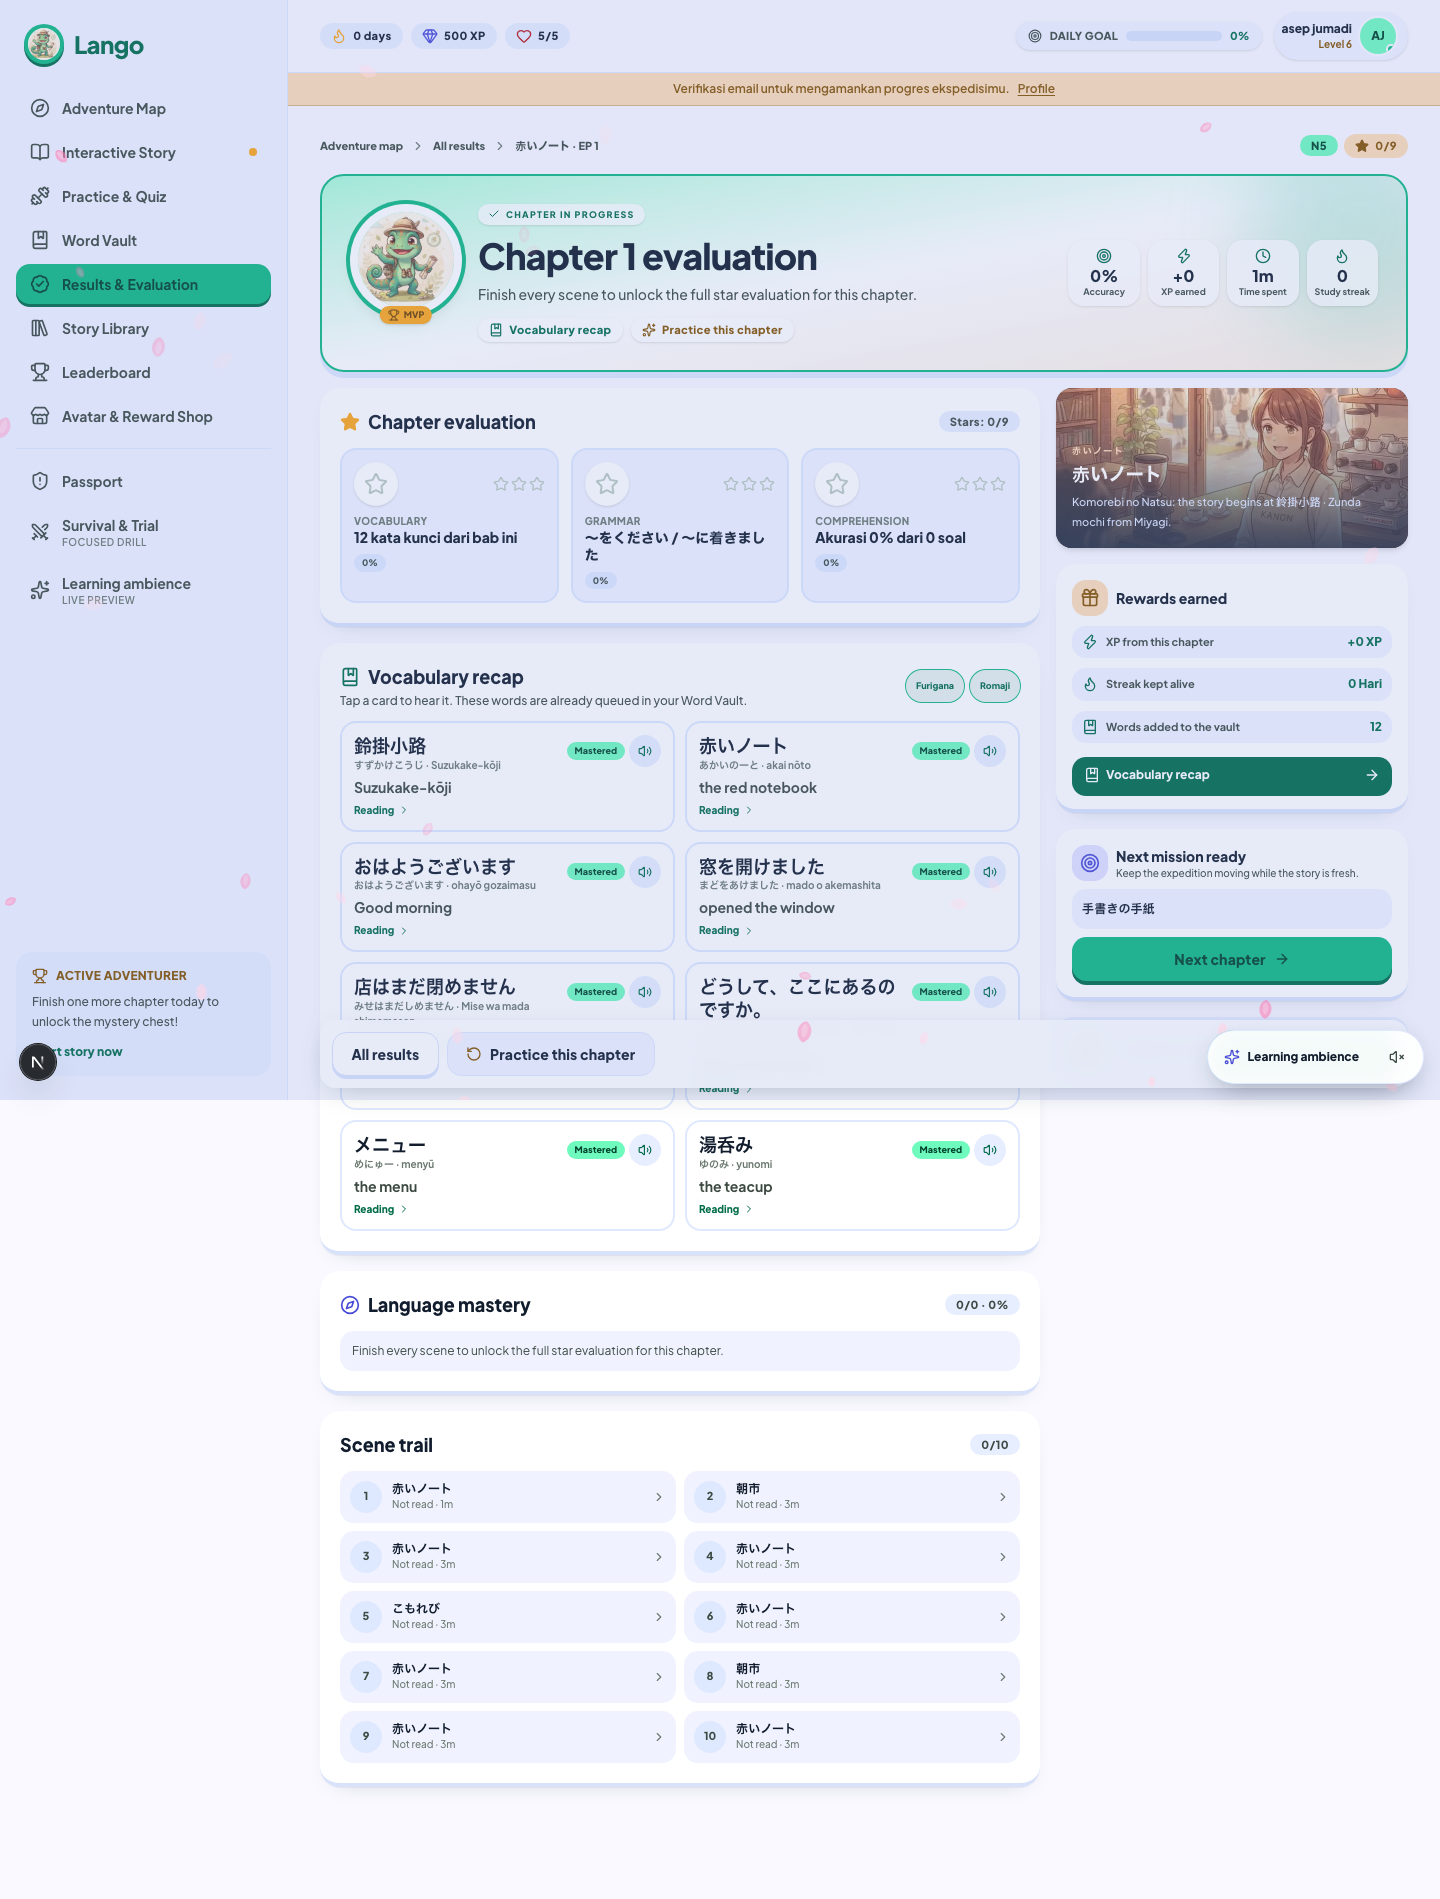 Lango
Adventure Map
Interactive Story
Practice & Quiz
Word Vault
Results & Evaluation
Story Library
Leaderboard
Avatar & Reward Shop
Passport
Survival & Trial
FOCUSED DRILL
Learning ambience
LIVE PREVIEW
ACTIVE ADVENTURER
Finish one more chapter today to
unlock the mystery chest!
story now
N
0 days
500 XP
5/5
DAILY GOAL
0%
asep jumadi
Level 6
AJ
Verifikasi email untuk mengamankan progres ekspedisimu. Profile
Adventure map > All results > 赤いノート · EP 1
N5
0/9
MVP
CHAPTER IN PROGRESS
Chapter 1 evaluation
Finish every scene to unlock the full star evaluation for this chapter.
Vocabulary recap
Practice this chapter
0%
Accuracy
+0
XP earned
1m
Time spent
0
Study streak
Chapter evaluation
Stars: 0/9
VOCABULARY
12 kata kunci dari bab ini
0%
GRAMMAR
〜をください / 〜に着きまし
た
0%
COMPREHENSION
Akurasi 0% dari 0 soal
0%
Vocabulary recap
Tap a card to hear it. These words are already queued in your Word Vault.
Furigana
Romaji
鈴掛小路
Mastered
すずかけこうじ · Suzukake-kōji
Suzukake-kōji
Reading
赤いノート
Mastered
あかいのーと · akai nōto
the red notebook
Reading
おはようございます
Mastered
おはようございます · ohayō gozaimasu
Good morning
Reading
窓を開けました
Mastered
まどをあけました · mado o akemashita
opened the window
Reading
店はまだ閉めません
Mastered
みせはまだしめません · Mise wa mada
どうして、ここにあるの
ですか。
Mastered
Reading
All results
Practice this chapter
メニュー
Mastered
めにゅー · menyū
the menu
Reading
湯呑み
Mastered
ゆのみ · yunomi
the teacup
Reading
Language mastery
0/0 · 0%
Finish every scene to unlock the full star evaluation for this chapter.
Scene trail
0/10
1
赤いノート
Not read · 1m
2
朝市
Not read · 3m
3
赤いノート
Not read · 3m
4
赤いノート
Not read · 3m
5
こもれび
Not read · 3m
6
赤いノート
Not read · 3m
7
赤いノート
Not read · 3m
8
朝市
Not read · 3m
9
赤いノート
Not read · 3m
10
赤いノート
Not read · 3m
赤いノート
赤いノート
Komorebi no Natsu: the story begins at 鈴掛小路 · Zunda
mochi from Miyagi.
KANON
Rewards earned
XP from this chapter
+0 XP
Streak kept alive
0 Hari
Words added to the vault
12
Vocabulary recap
Next mission ready
Keep the expedition moving while the story is fresh.
手書きの手紙
Next chapter
Learning ambience